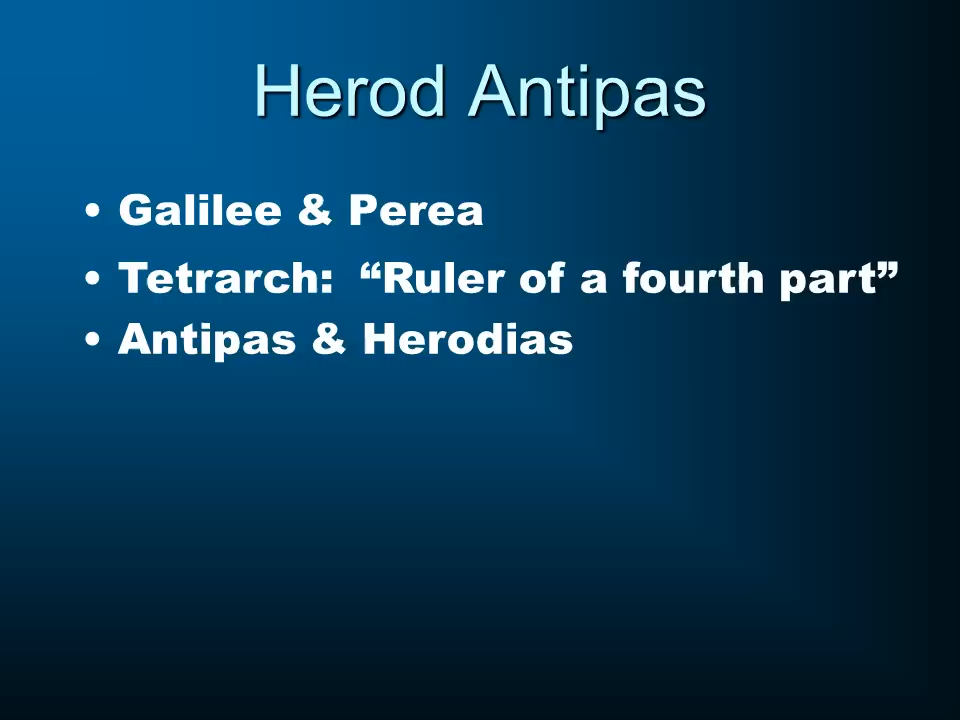 Herod Antipas
• Galilee & Perea
• Tetrarch:  “Ruler of a fourth part”
• Antipas & Herodias